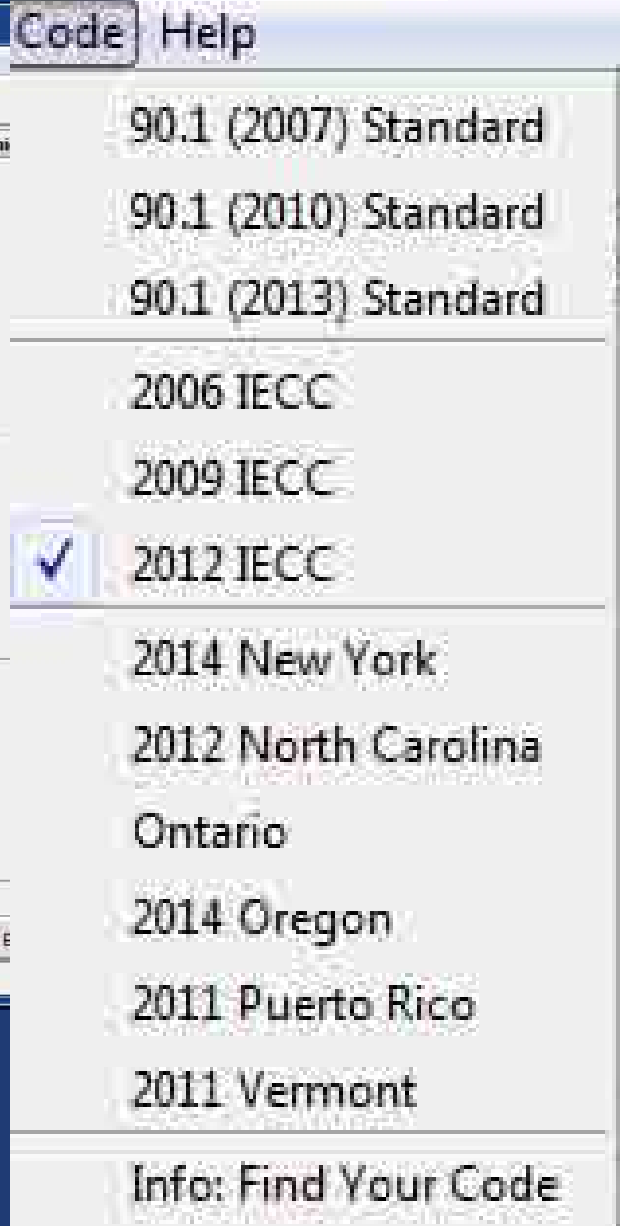 Code Help
90.1 (2007) Standard
90.1 (2010) Standard
90.1 (2013) Standard
2006 IECC
2009 IECC
2012 IECC
2014 New York
2012 North Carolina
Ontario
2014 Oregon
2011 Puerto Rico
2011 Vermont
Info: Find Your Code